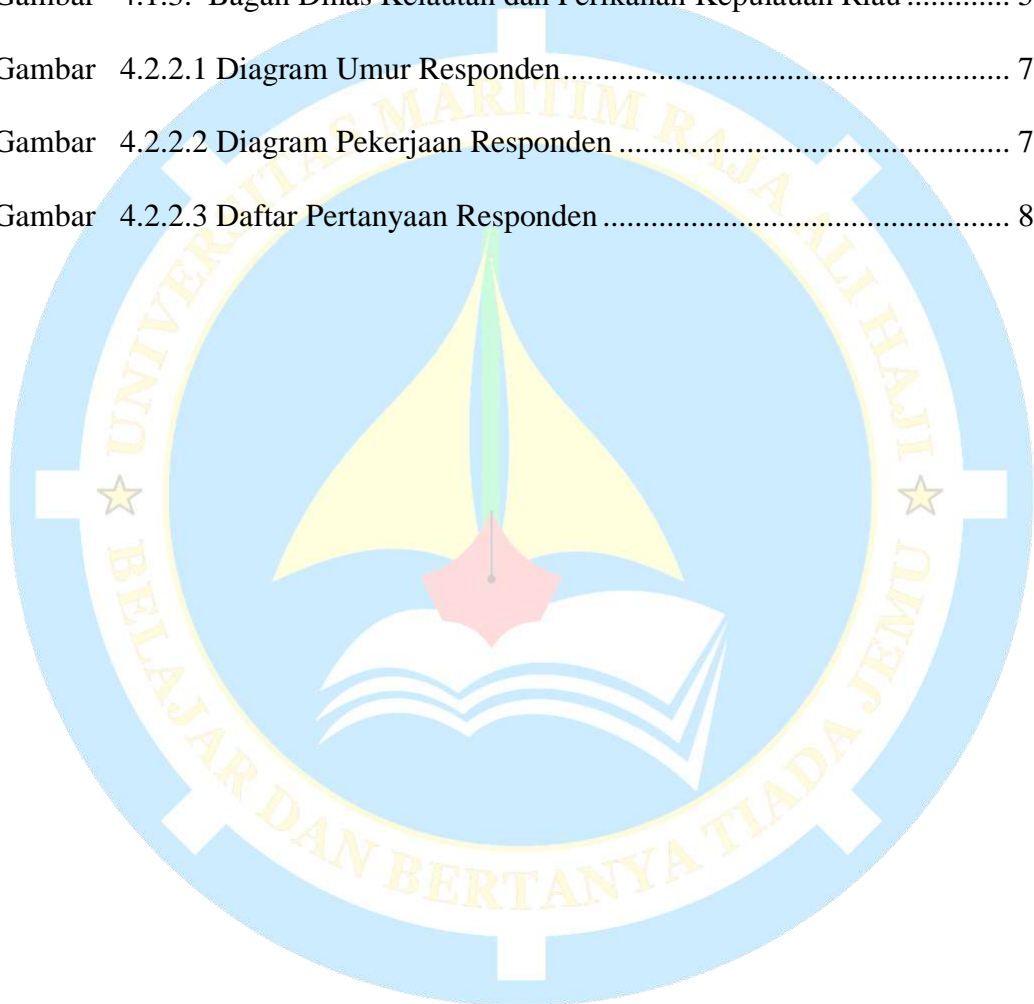 Gambar 4.1.3. Bagan Dinas Kelautan dan Perikanan Kepulauan Riau ............ 5
Gambar 4.2.2.1 Diagram Umur Responden...................................................... 7
Gambar 4.2.2.2 Diagram Pekerjaan Responden ............................................... 7
Gambar 4.2.2.3 Daftar Pertanyaan Responden ................................................. 8
UNIVERSITAS MARITIM RAJA ALI HAJI
BELAJAR DAN BERTANYA TIADA JEMU